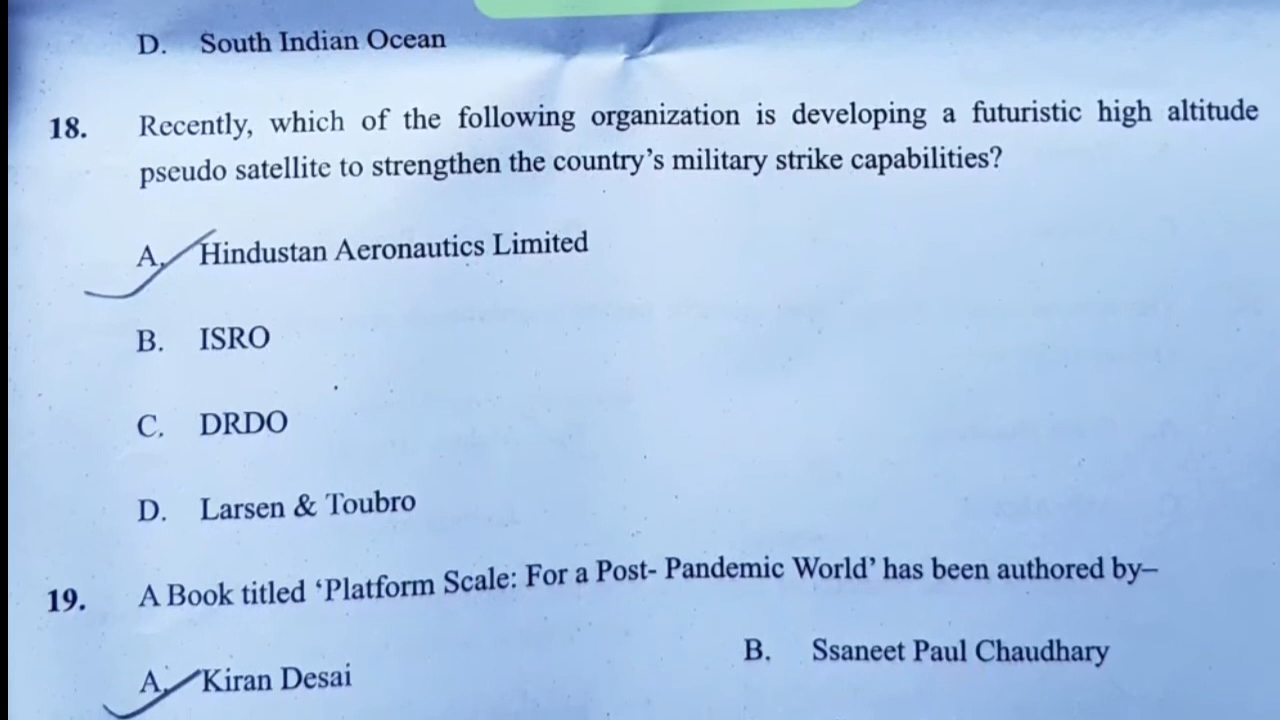 D. South Indian Ocean
18. Recently, which of the following organization is developing a futuristic high altitude
pseudo satellite to strengthen the country's military strike capabilities?
A. Hindustan Aeronautics Limited
B. ISRO
C. DRDO
D. Larsen & Toubro
19. A Book titled ‘Platform Scale: For a Post- Pandemic World’ has been authored by–
A. Kiran Desai
B. Ssaneet Paul Chaudhary